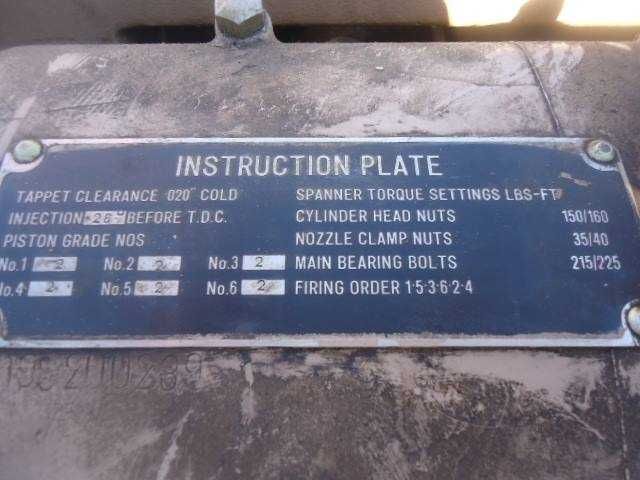 INSTRUCTION PLATE
TAPPET CLEARANCE .020" COLD
INJECTION 26° BEFORE T.D.C.
PISTON GRADE NOS
No.1 2 No.2 2 No.3 2
No.4 2 No.5 2 No.6 2
SPANNER TORQUE SETTINGS LBS-FT
CYLINDER HEAD NUTS 150/160
NOZZLE CLAMP NUTS 35/40
MAIN BEARING BOLTS 215/225
FIRING ORDER 1·5·3·6·2·4